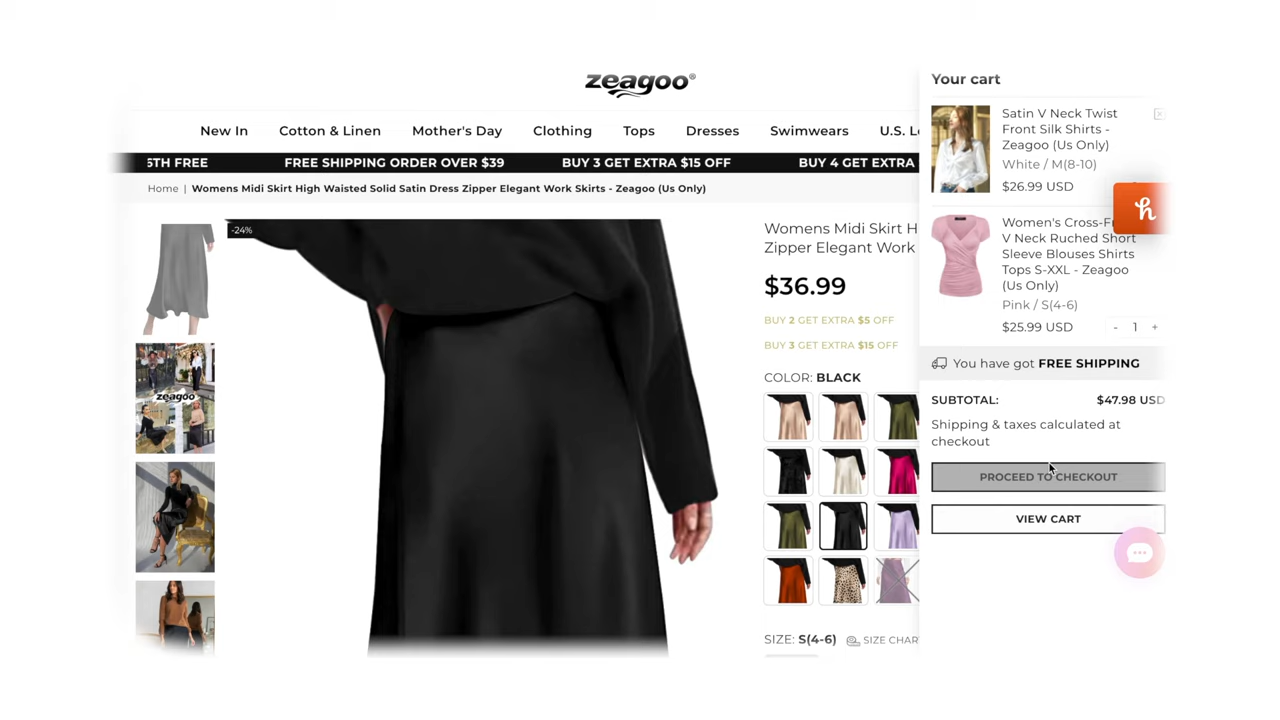 zeagoo®
Your cart
New In Cotton & Linen Mother's Day Clothing Tops Dresses Swimwears U.S.
5TH FREE FREE SHIPPING ORDER OVER $39 BUY 3 GET EXTRA $15 OFF BUY 4 GET EXTRA
Home | Womens Midi Skirt High Waisted Solid Satin Dress Zipper Elegant Work Skirts - Zeagoo (Us Only)
-24%
Womens Midi Skirt H
Zipper Elegant Work
$36.99
BUY 2 GET EXTRA $5 OFF
BUY 3 GET EXTRA $15 OFF
COLOR: BLACK
SIZE: S(4-6) SIZE CHAR
zeagoo
Satin V Neck Twist
Front Silk Shirts -
Zeagoo (Us Only)
White / M(8-10)
$26.99 USD
h
Women's Cross-Fr
V Neck Ruched Short
Sleeve Blouses Shirts
Tops S-XXL - Zeagoo
(Us Only)
Pink / S(4-6)
$25.99 USD - 1 +
You have got FREE SHIPPING
SUBTOTAL: $47.98 USD
Shipping & taxes calculated at
checkout
PROCEED TO CHECKOUT
VIEW CART